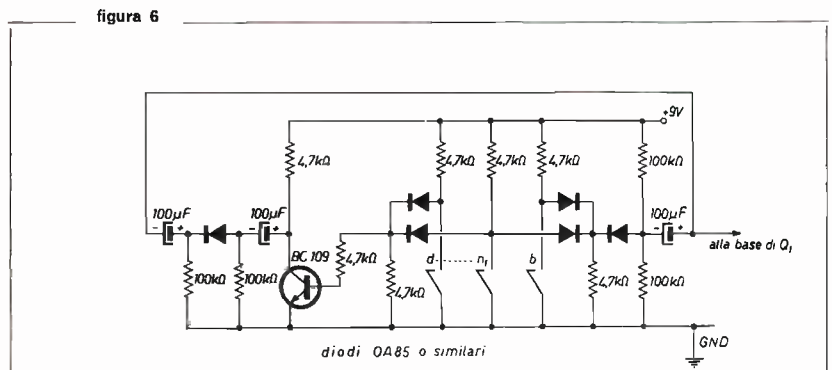 figura 6
+9V
4,7kΩ
4,7kΩ
4,7kΩ
4,7kΩ
100kΩ
100µF
- +
100µF
- +
100µF
- +
alla base di Q1
BC 109
4,7kΩ
d
n1
b
100kΩ
100kΩ
4,7kΩ
4,7kΩ
100kΩ
diodi OA85 o similari
GND